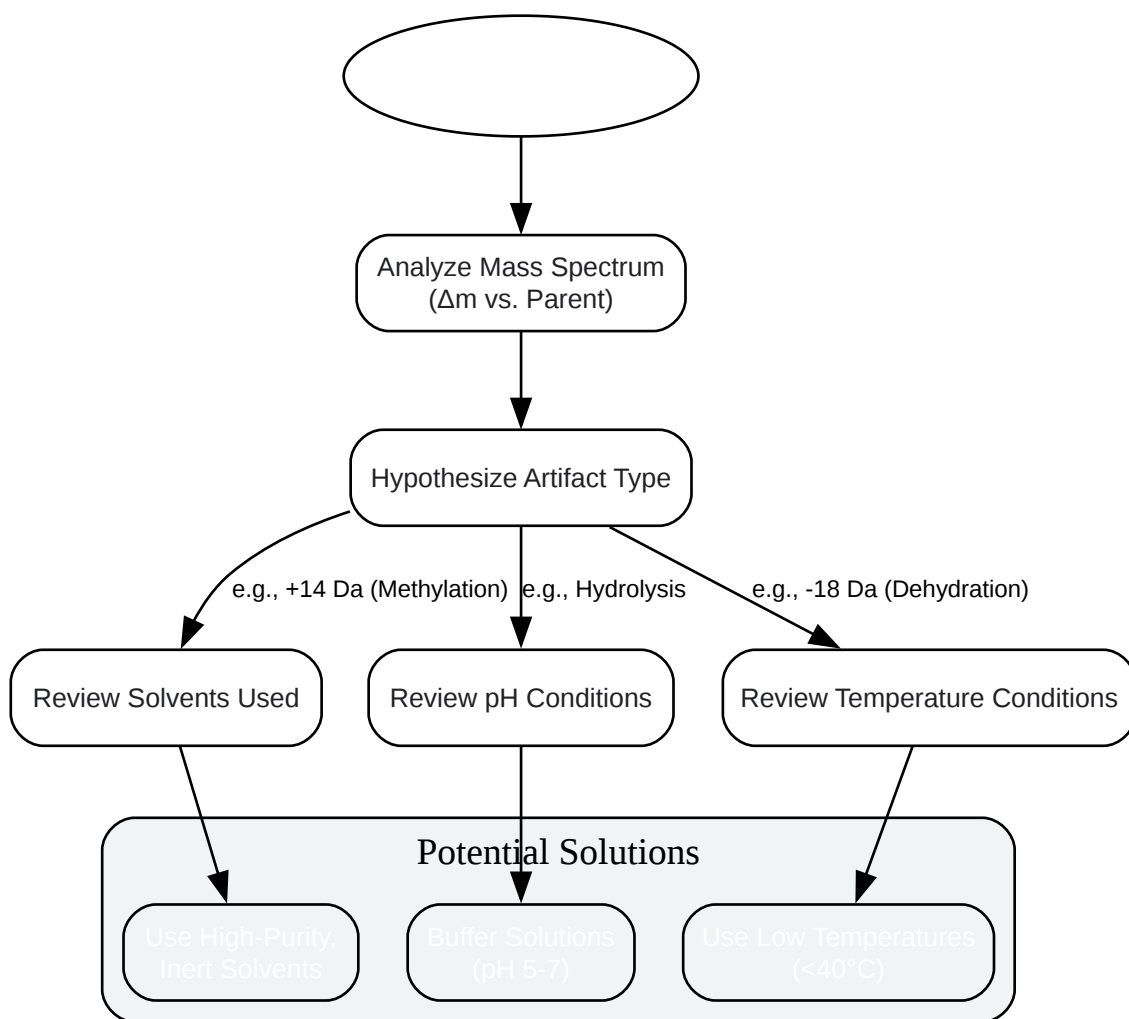 Analyze Mass Spectrum
(Δm vs. Parent)
Hypothesize Artifact Type
e.g., +14 Da (Methylation)
e.g., Hydrolysis
e.g., -18 Da (Dehydration)
Review Solvents Used
Review pH Conditions
Review Temperature Conditions
Potential Solutions
Use High-Purity,
Inert Solvents
Buffer Solutions
(pH 5-7)
Use Low Temperatures
(<40°C)